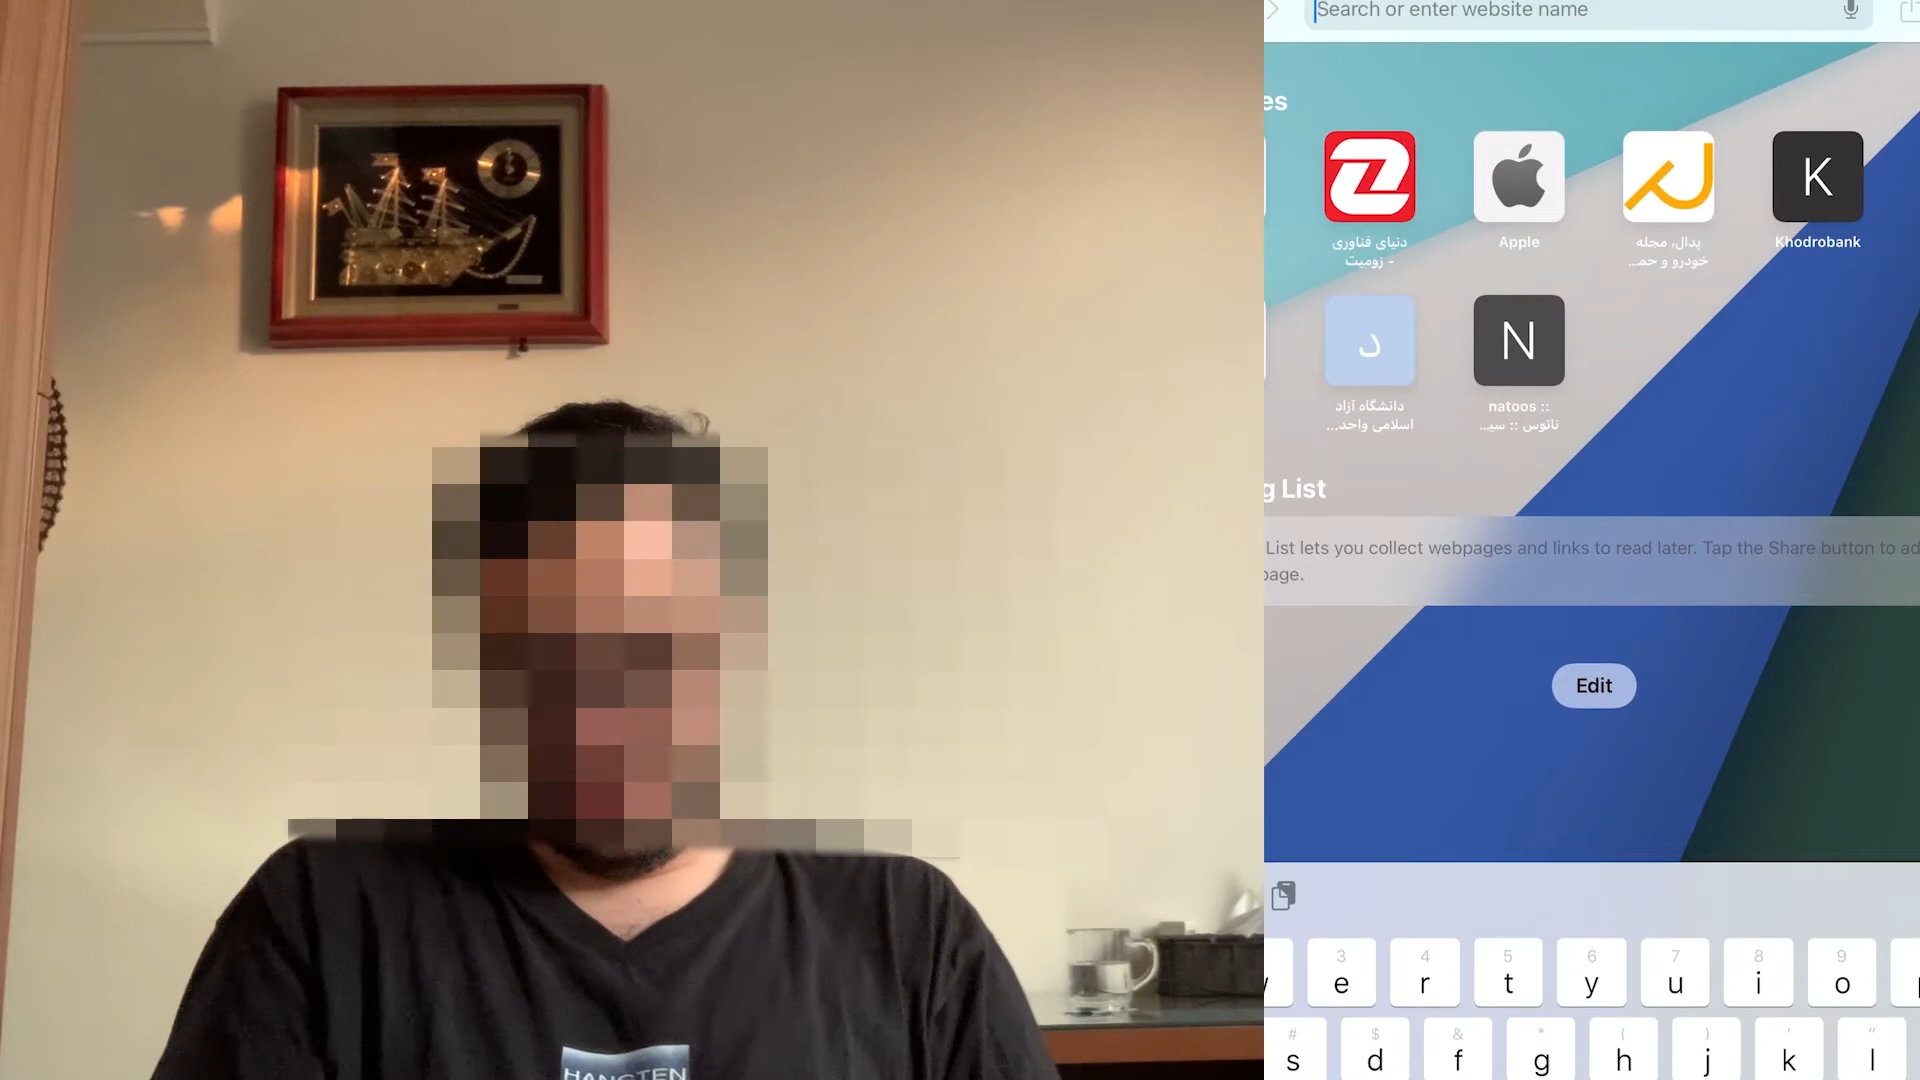 HANGTEN
Search or enter website name
es
دنیای فناوری
- زومیت
Apple
پدال، مجله
خودرو و حمـ...
K
Khodrobank
د
دانشگاه آزاد
اسلامی واحد...
N
natoos ::
ناتوس :: سیـ...
g List
List lets you collect webpages and links to read later. Tap the Share button to ad
page.
Edit
3 4 5 6 7 8 9
e r t y u i o
# $ & * ( ) ' "
s d f g h j k l